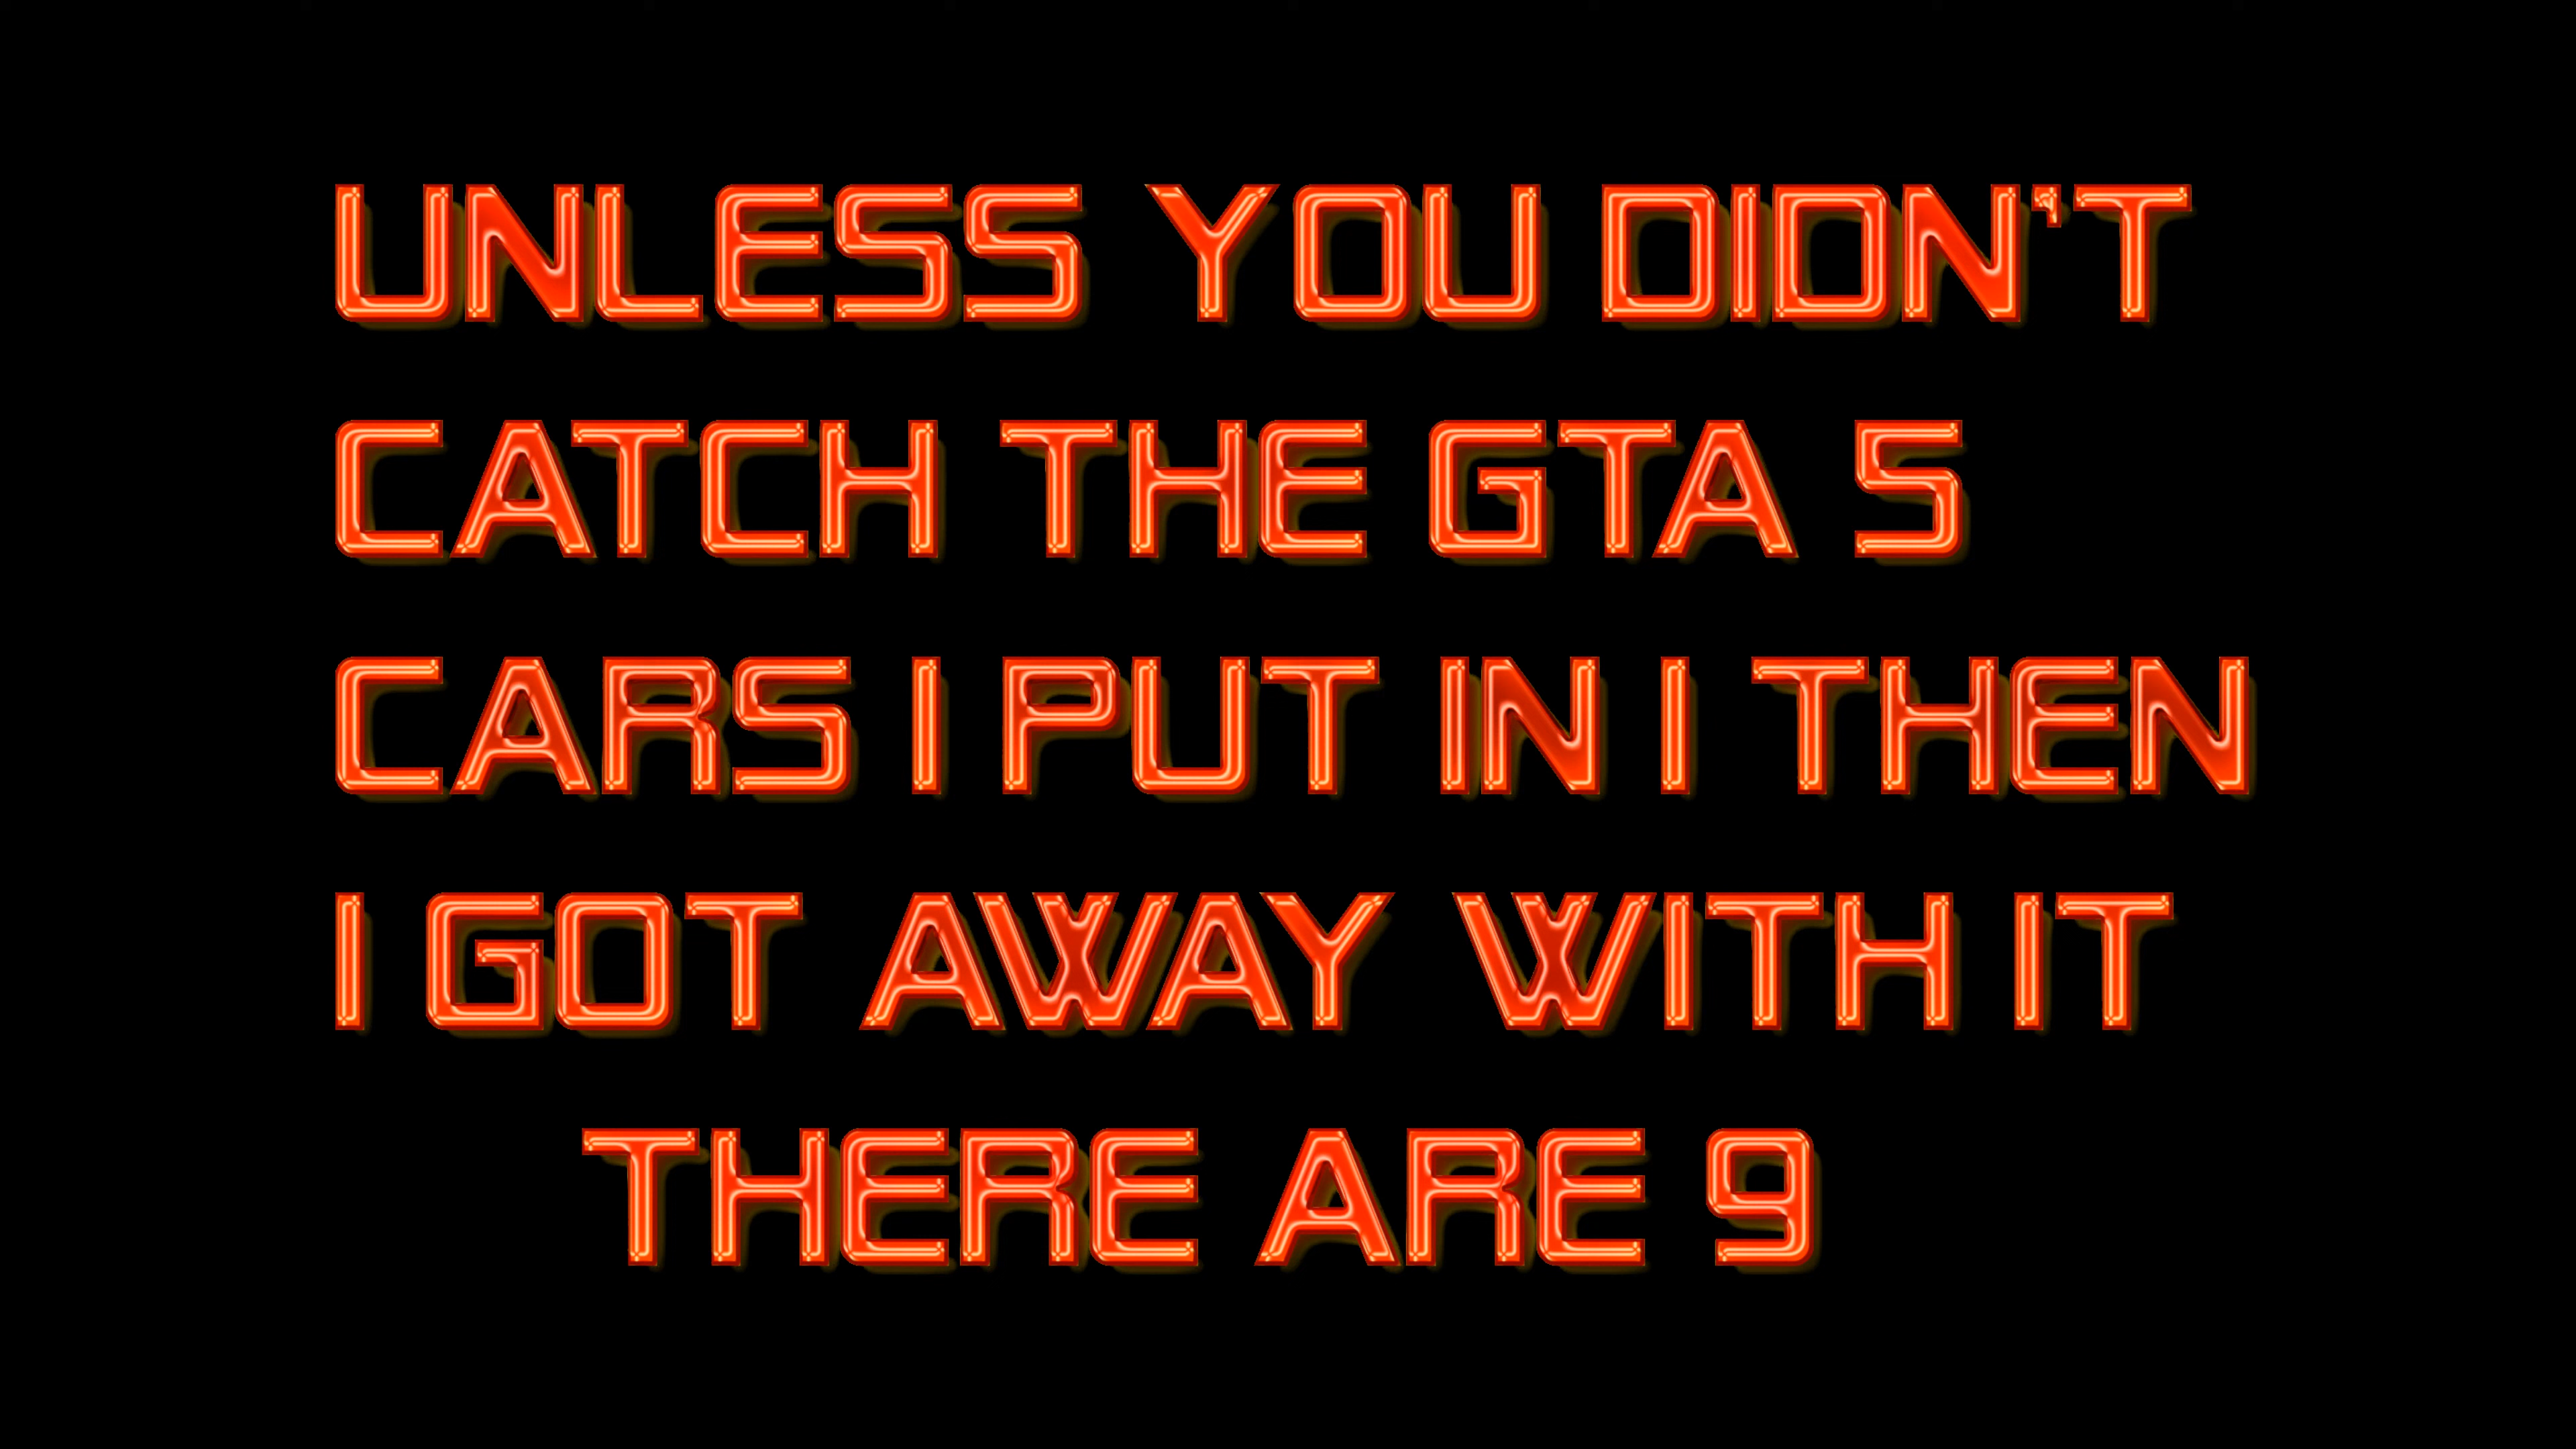 UNLESS YOU DIDN'T
CATCH THE GTA 5
CARS I PUT IN I THEN
I GOT AWAY WITH IT
THERE ARE 9